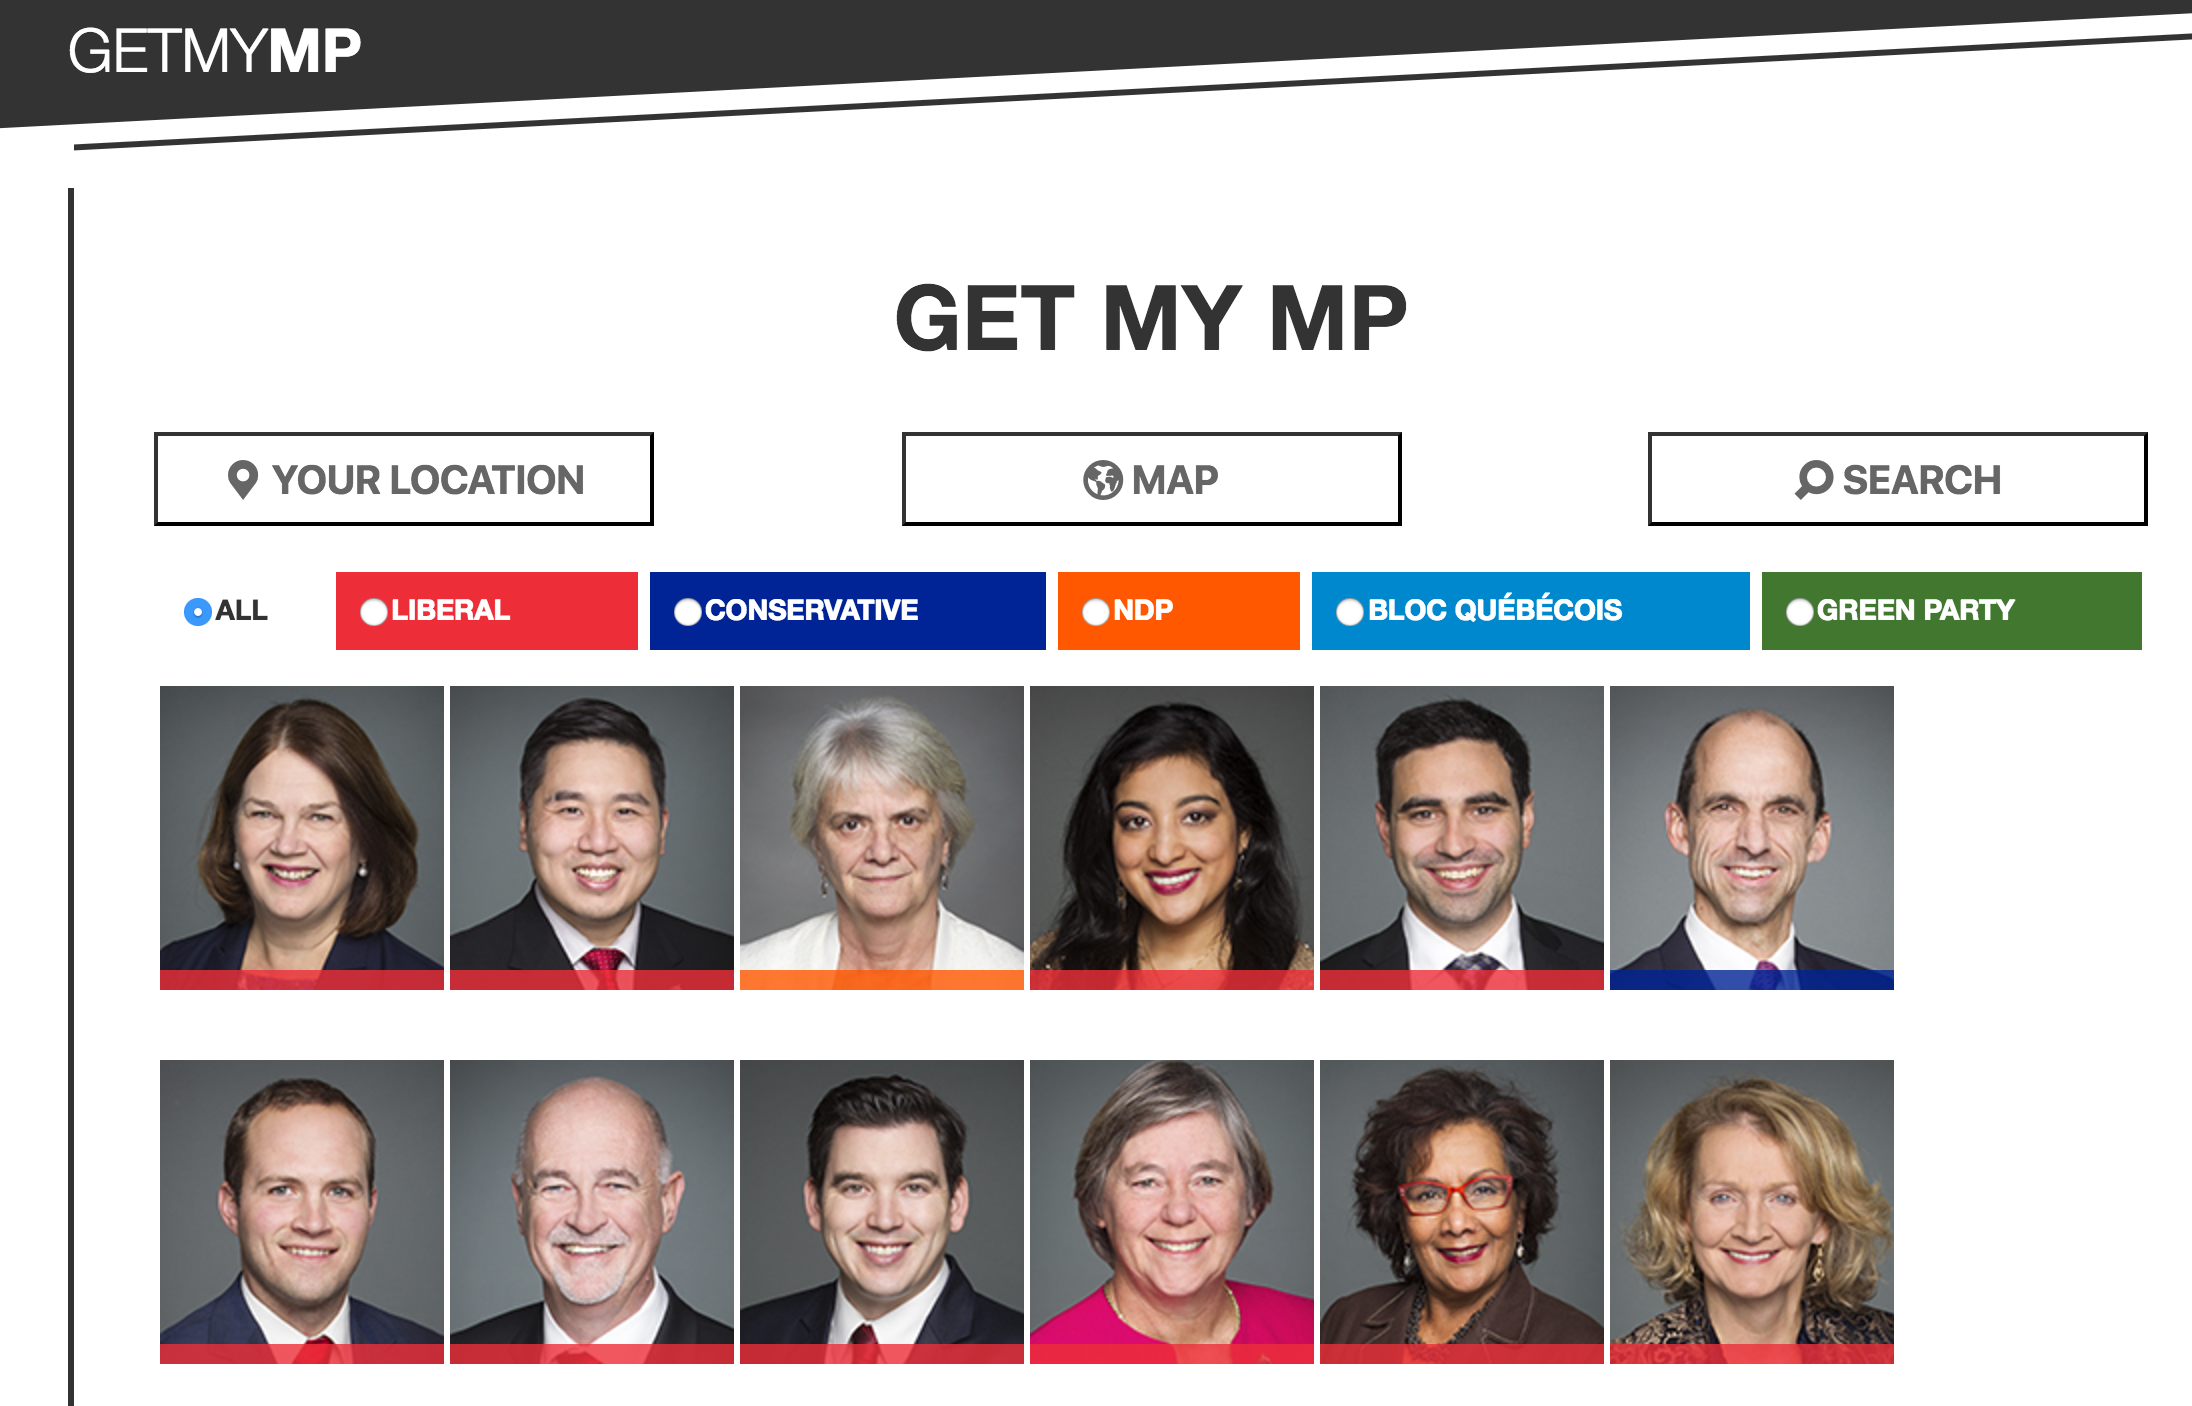 GETMYMP
GET MY MP
YOUR LOCATION
MAP
SEARCH
ALL
LIBERAL
CONSERVATIVE
NDP
BLOC QUÉBÉCOIS
GREEN PARTY